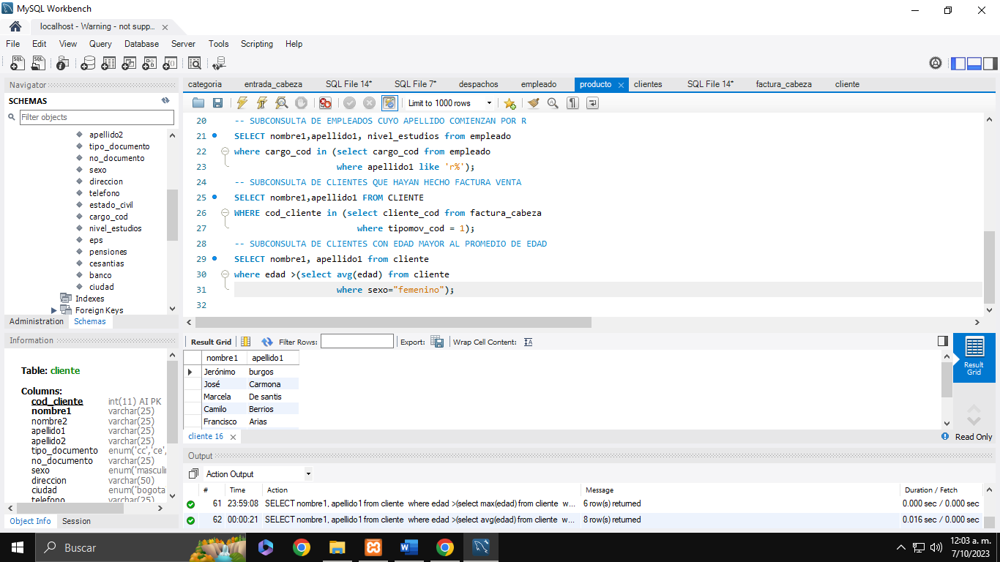 MySQL Workbench
localhost - Warning - not supp...
File Edit View Query Database Server Tools Scripting Help
Navigator
SCHEMAS
Filter objects
apellido2
tipo_documento
no_documento
sexo
direccion
telefono
estado_civil
cargo_cod
nivel_estudios
eps
pensiones
cesantias
banco
ciudad
Indexes
Foreign Keys
Administration Schemas
Information
Table: cliente
Columns:
cod_cliente int(11) AI PK
nombre1 varchar(25)
nombre2 varchar(25)
apellido1 varchar(25)
apellido2 varchar(25)
tipo_documento enum('cc','ce',
no_documento varchar(25)
sexo enum('masculi
direccion varchar(50)
ciudad enum('bogota
telefono varchar(25)
Object Info Session
categoria entrada_cabeza SQL File 14* SQL File 7* despachos empleado producto clientes SQL File 14* factura_cabeza cliente
Limit to 1000 rows
20 -- SUBCONSULTA DE EMPLEADOS CUYO APELLIDO COMIENZAN POR R
21 SELECT nombre1,apellido1, nivel_estudios from empleado
22 where cargo_cod in (select cargo_cod from empleado
23 where apellido1 like 'r%');
24 -- SUBCONSULTA DE CLIENTES QUE HAYAN HECHO FACTURA VENTA
25 SELECT nombre1,apellido1 FROM CLIENTE
26 WHERE cod_cliente in (select cliente_cod from factura_cabeza
27 where tipomov_cod = 1);
28 -- SUBCONSULTA DE CLIENTES CON EDAD MAYOR AL PROMEDIO DE EDAD
29 SELECT nombre1, apellido1 from cliente
30 where edad >(select avg(edad) from cliente
31 where sexo="femenino");
32
Result Grid Filter Rows: Export: Wrap Cell Content:
nombre1 apellido1
Jerónimo burgos
José Carmona
Marcela De santis
Camilo Berrios
Francisco Arias
Result Grid
cliente 16
Read Only
Output
Action Output
# Time Action Message Duration / Fetch
61 23:59:08 SELECT nombre1, apellido1 from cliente where edad >(select max(edad) from cliente w... 6 row(s) returned 0.000 sec / 0.000 sec
62 00:00:21 SELECT nombre1, apellido1 from cliente where edad >(select avg(edad) from cliente w... 8 row(s) returned 0.016 sec / 0.000 sec
Buscar
12:03 a. m.
7/10/2023